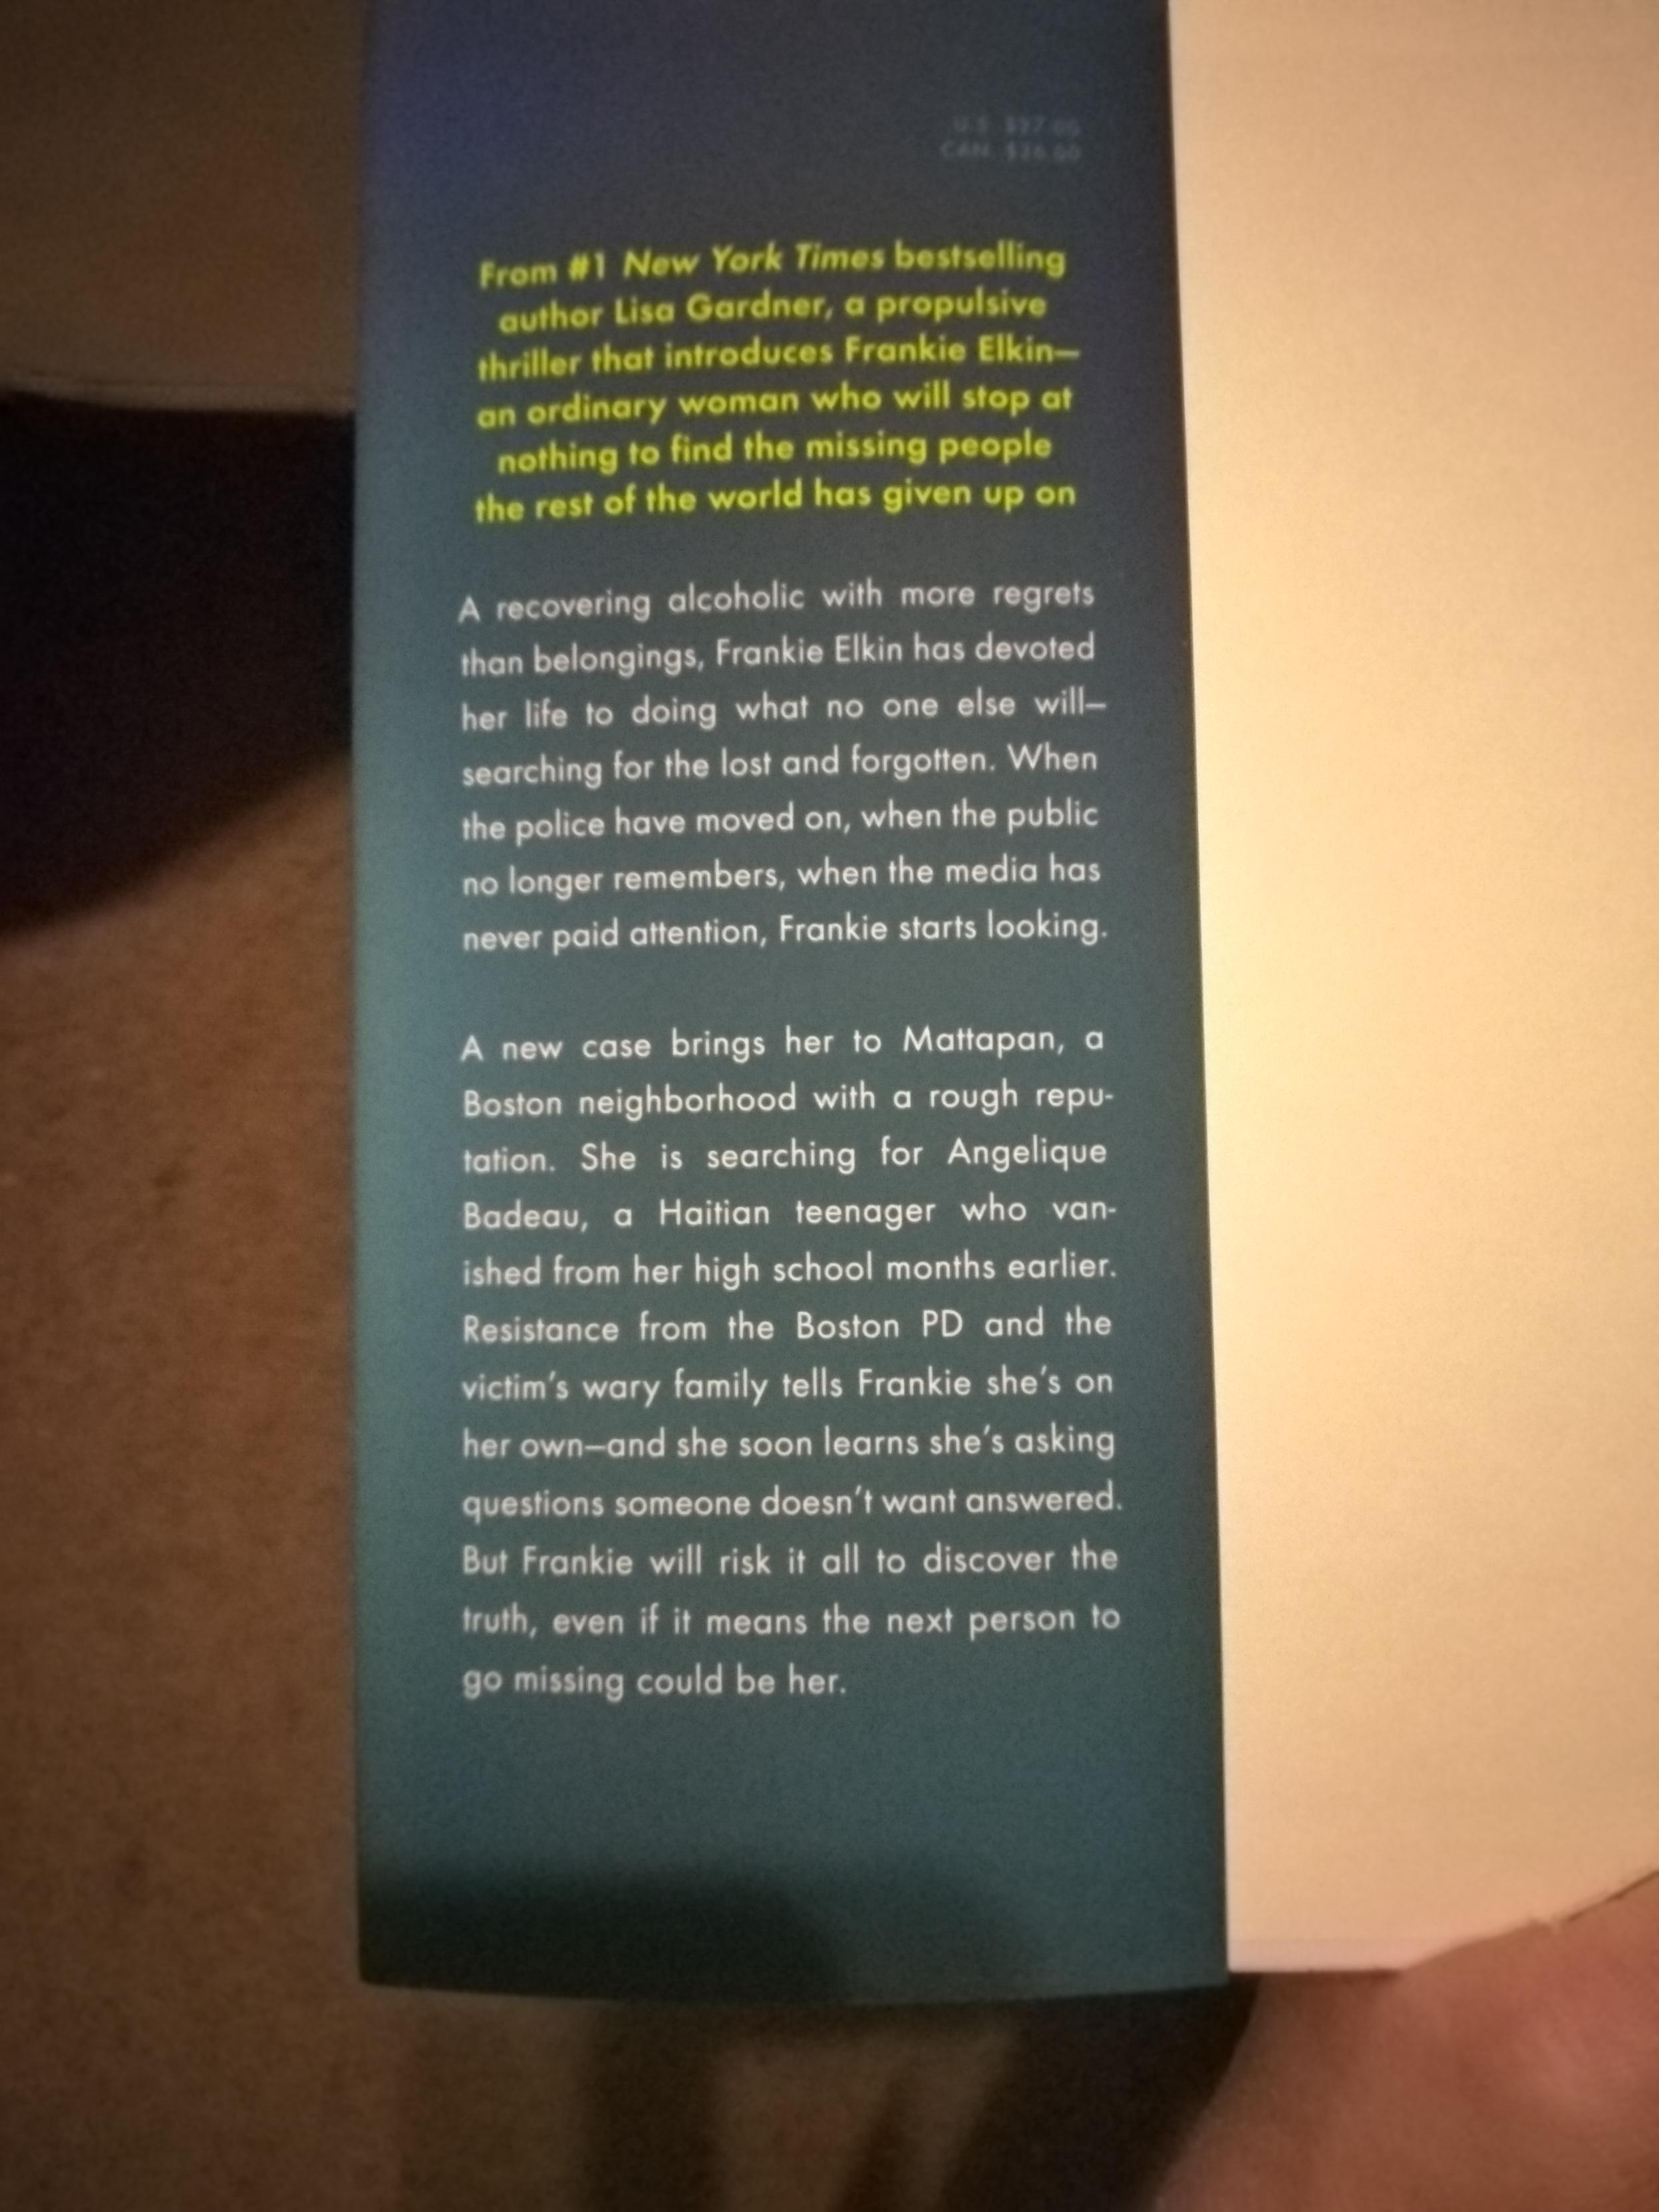 U.S. $27.00
CAN. $36.00
From #1 New York Times bestselling
author Lisa Gardner, a propulsive
thriller that introduces Frankie Elkin—
an ordinary woman who will stop at
nothing to find the missing people
the rest of the world has given up on
A recovering alcoholic with more regrets
than belongings, Frankie Elkin has devoted
her life to doing what no one else will—
searching for the lost and forgotten. When
the police have moved on, when the public
no longer remembers, when the media has
never paid attention, Frankie starts looking.
A new case brings her to Mattapan, a
Boston neighborhood with a rough repu-
tation. She is searching for Angelique
Badeau, a Haitian teenager who van-
ished from her high school months earlier.
Resistance from the Boston PD and the
victim's wary family tells Frankie she's on
her own—and she soon learns she's asking
questions someone doesn't want answered.
But Frankie will risk it all to discover the
truth, even if it means the next person to
go missing could be her.